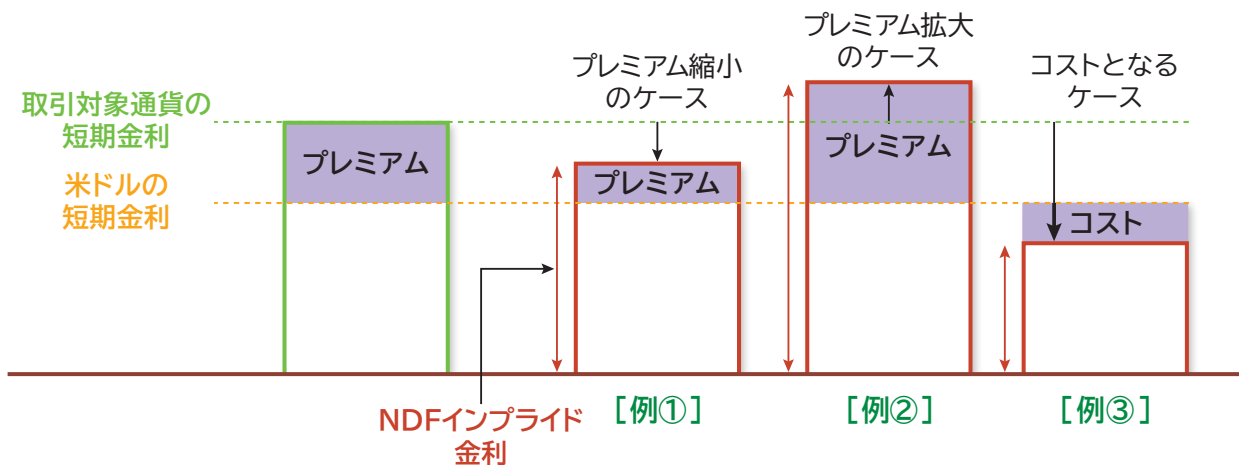 プレミアム拡大
のケース
プレミアム縮小
のケース
コストとなる
ケース
取引対象通貨の
短期金利
米ドルの
短期金利
プレミアム
プレミアム
プレミアム
コスト
NDFインプライド
金利
［例①］
［例②］
［例③］